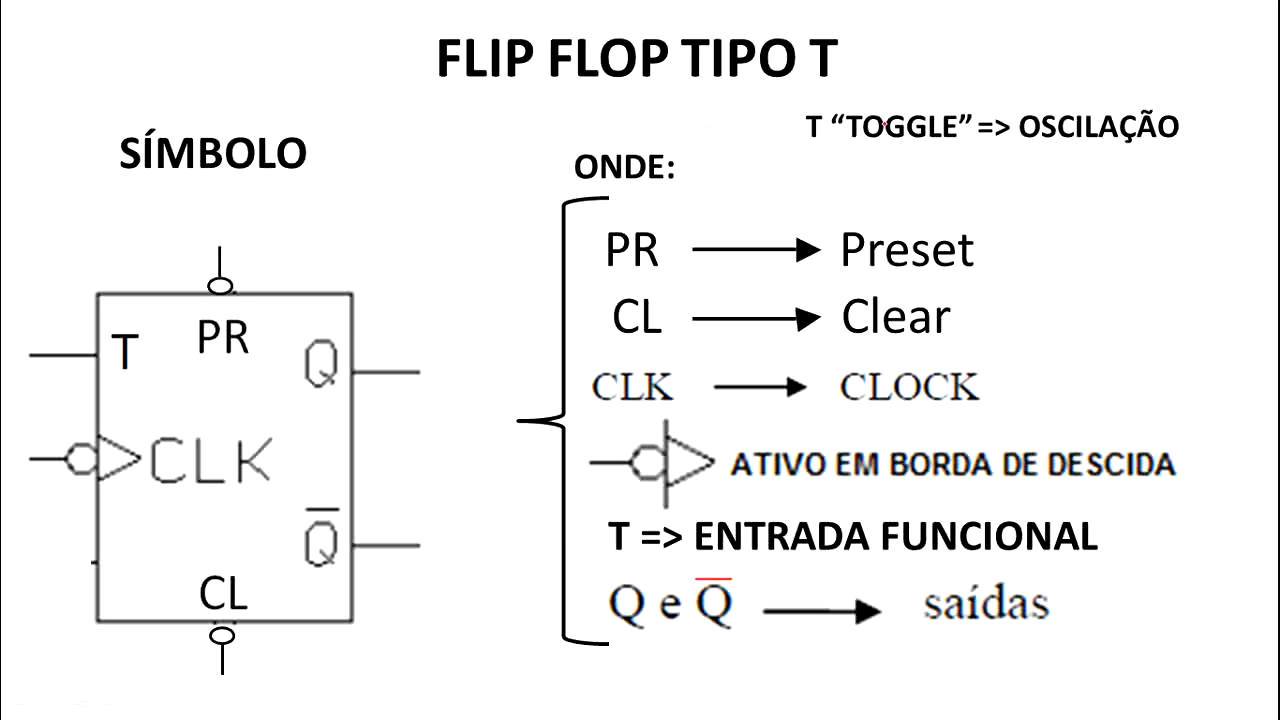 FLIP FLOP TIPO T
T “TOGGLE” => OSCILAÇÃO
SÍMBOLO
ONDE:
PR
T
Q
CLK
Q̅
CL
PR → Preset
CL → Clear
CLK → CLOCK
ATIVO EM BORDA DE DESCIDA
T => ENTRADA FUNCIONAL
Q e Q̅ → saídas